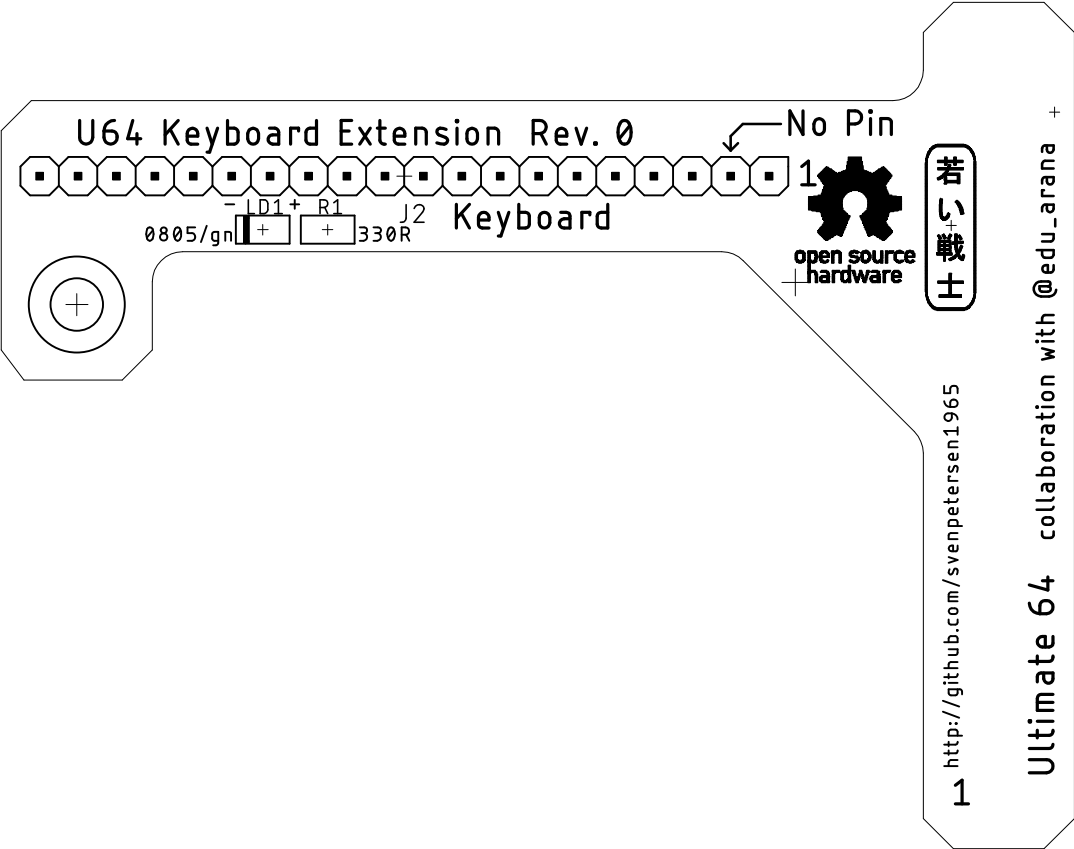 U64 Keyboard Extension Rev. 0
No Pin
1
- LD1 + R1
J2
Keyboard
0805/gn
330R
open source
hardware
若い戦士
collaboration with @edu_arana
http://github.com/svenpetersen1965
Ultimate 64
1